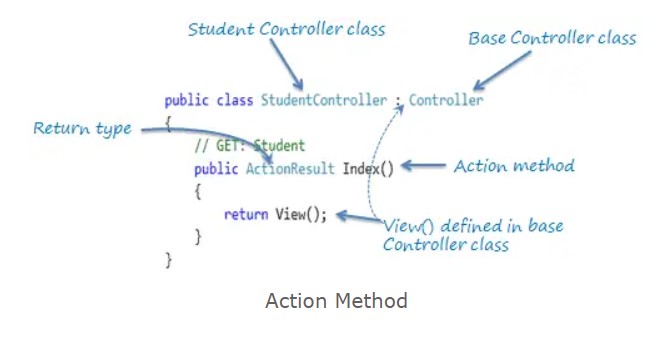 Student Controller class
Base Controller class
public class StudentController : Controller
Return type
{
// GET: Student
public ActionResult Index()
Action method
{
return View();
View() defined in base
Controller class
}
}
Action Method